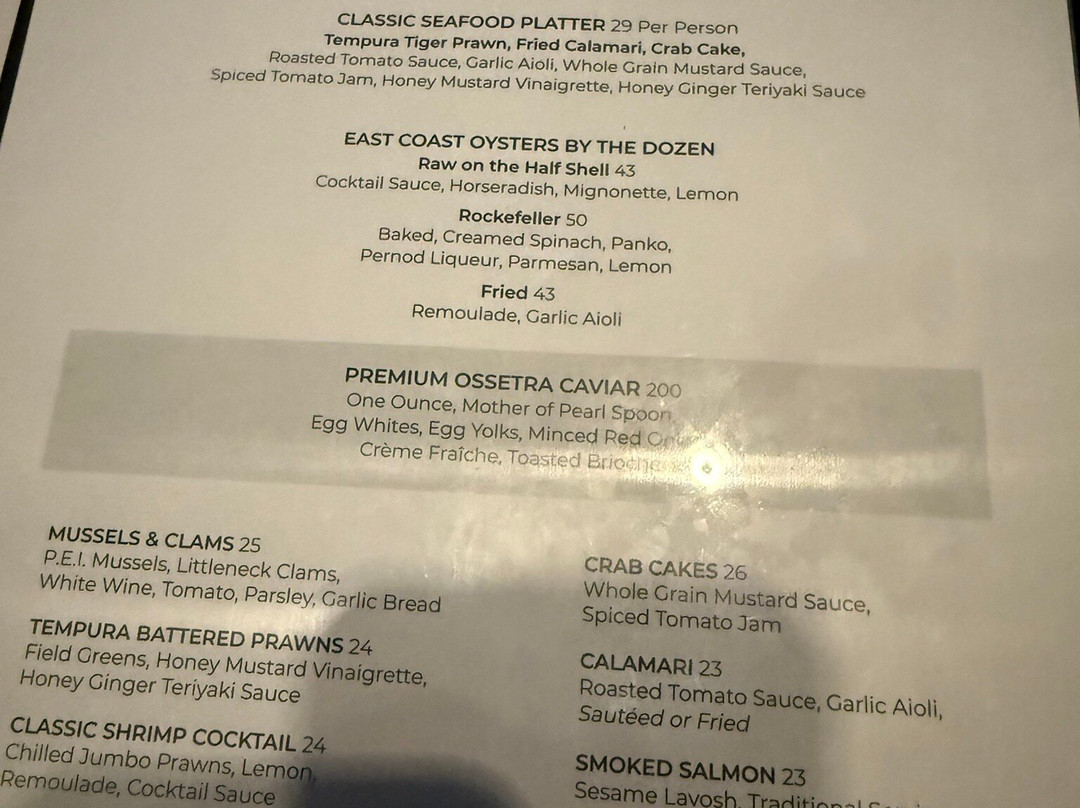 CLASSIC SEAFOOD PLATTER 29 Per Person
Tempura Tiger Prawn, Fried Calamari, Crab Cake,
Roasted Tomato Sauce, Garlic Aioli, Whole Grain Mustard Sauce,
Spiced Tomato Jam, Honey Mustard Vinaigrette, Honey Ginger Teriyaki Sauce
EAST COAST OYSTERS BY THE DOZEN
Raw on the Half Shell 43
Cocktail Sauce, Horseradish, Mignonette, Lemon
Rockefeller 50
Baked, Creamed Spinach, Panko,
Pernod Liqueur, Parmesan, Lemon
Fried 43
Remoulade, Garlic Aioli
PREMIUM OSSETRA CAVIAR 200
One Ounce, Mother of Pearl Spoon
Egg Whites, Egg Yolks, Minced Red
Crème Fraîche, Toasted Brioche
MUSSELS & CLAMS 25
P.E.I. Mussels, Littleneck Clams,
White Wine, Tomato, Parsley, Garlic Bread
TEMPURA BATTERED PRAWNS 24
Field Greens, Honey Mustard Vinaigrette,
Honey Ginger Teriyaki Sauce
CLASSIC SHRIMP COCKTAIL 24
Chilled Jumbo Prawns, Lemon,
Remoulade, Cocktail Sauce
CRAB CAKES 26
Whole Grain Mustard Sauce,
Spiced Tomato Jam
CALAMARI 23
Roasted Tomato Sauce, Garlic Aioli,
Sautéed or Fried
SMOKED SALMON 23
Sesame Lavosh, Traditional